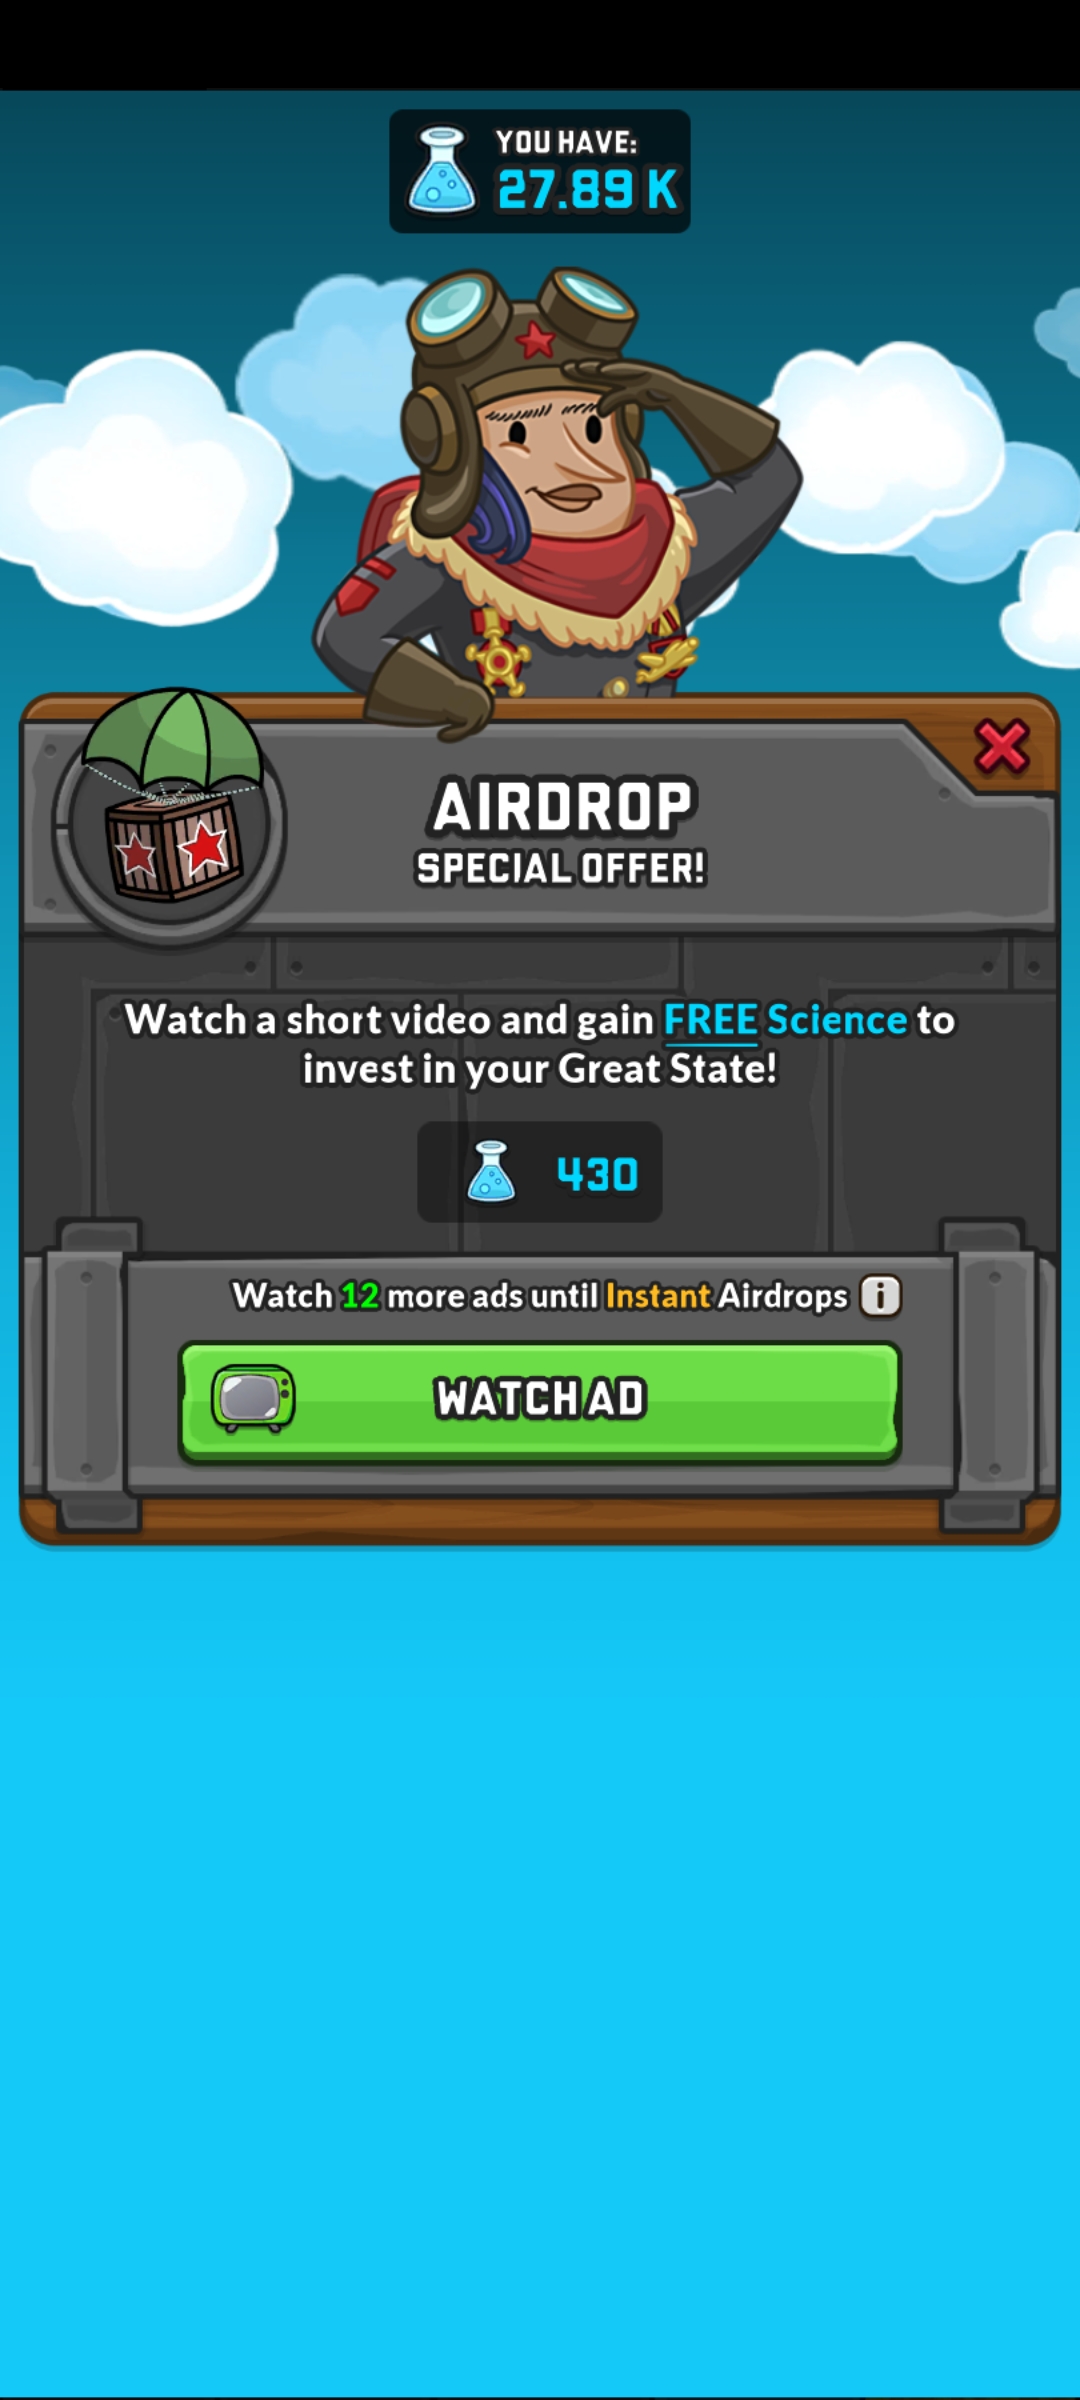 YOU HAVE:
27.89 K
AIRDROP
SPECIAL OFFER!
Watch a short video and gain FREE Science to
invest in your Great State!
430
Watch 12 more ads until Instant Airdrops i
WATCH AD